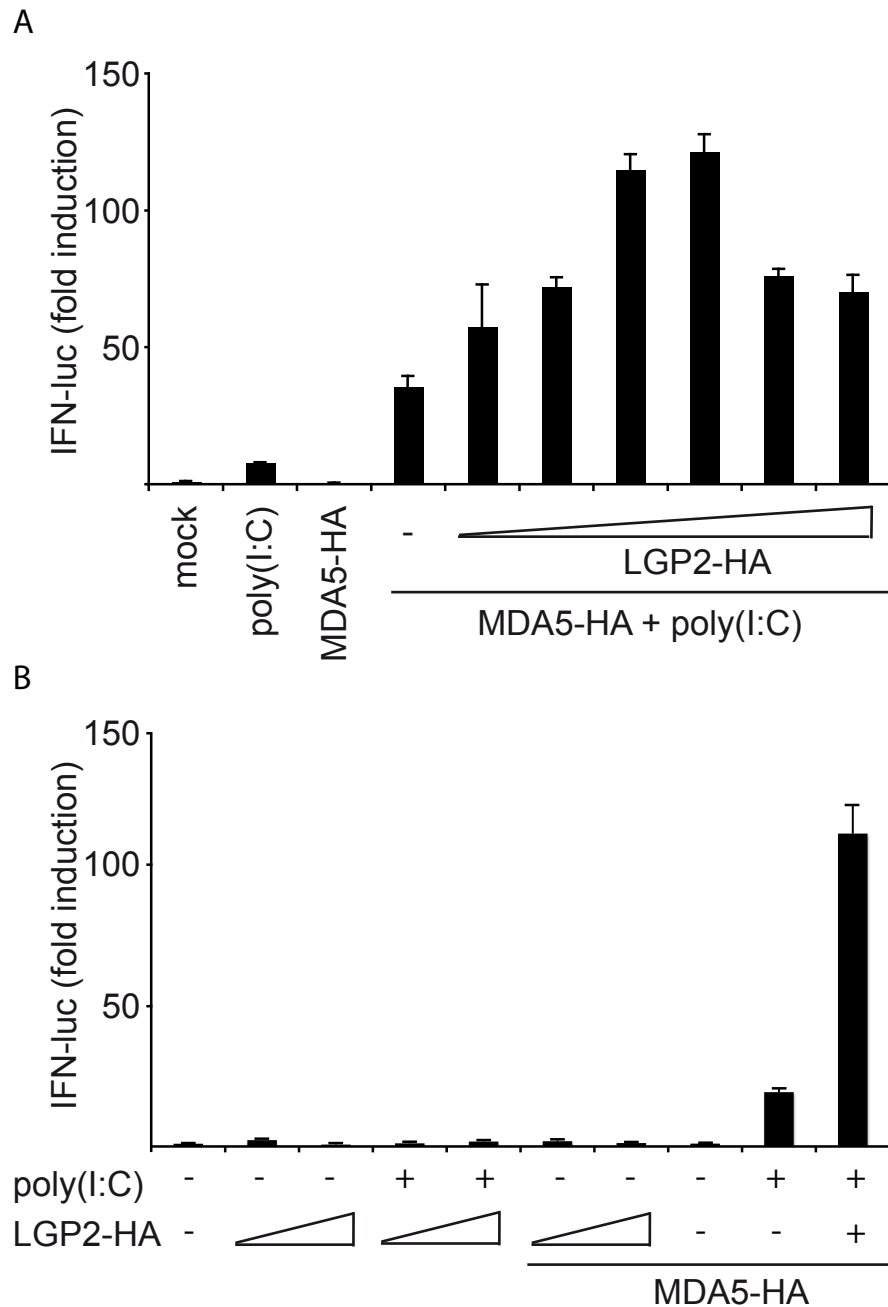 A
IFN-luc (fold induction)
150
100
50
mock
poly(I:C)
MDA5-HA
-
LGP2-HA
MDA5-HA + poly(I:C)
B
IFN-luc (fold induction)
150
100
50
poly(I:C) - - - + + - - - + +
LGP2-HA - - - +
MDA5-HA